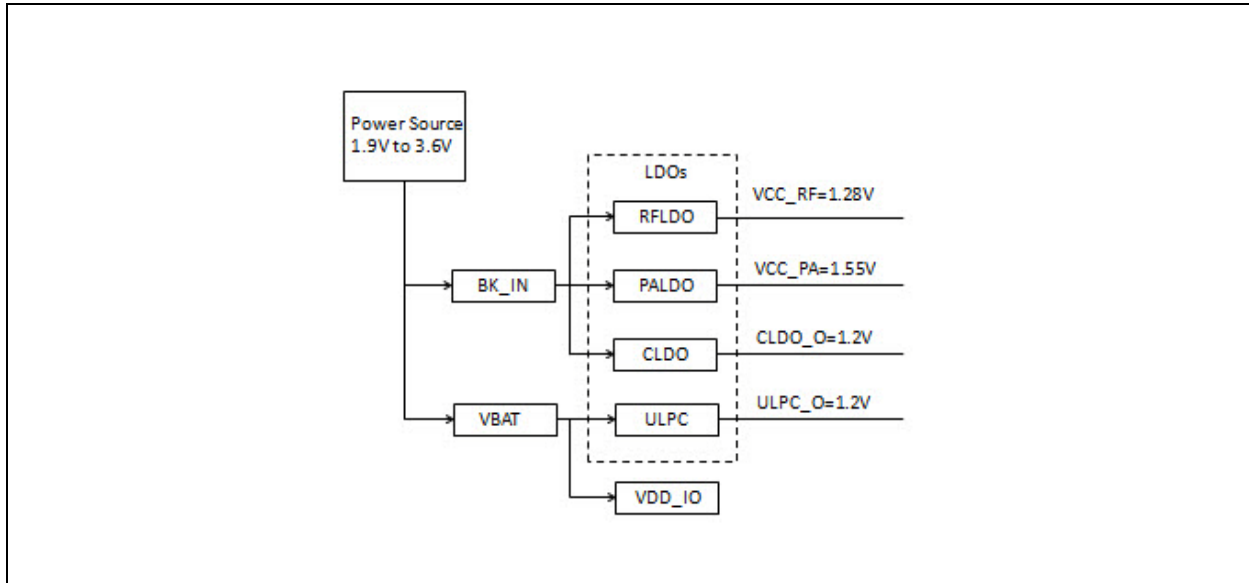 Power Source
1.9V to 3.6V
LDOs
RFLDO
VCC_RF=1.28V
BK_IN
PALDO
VCC_PA=1.55V
CLDO
CLDO_O=1.2V
VBAT
ULPC
ULPC_O=1.2V
VDD_IO